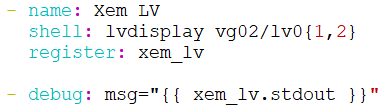 - name: Xem LV
  shell: lvdisplay vg02/lv0{1,2}
  register: xem_lv
- debug: msg="{{ xem_lv.stdout }}"